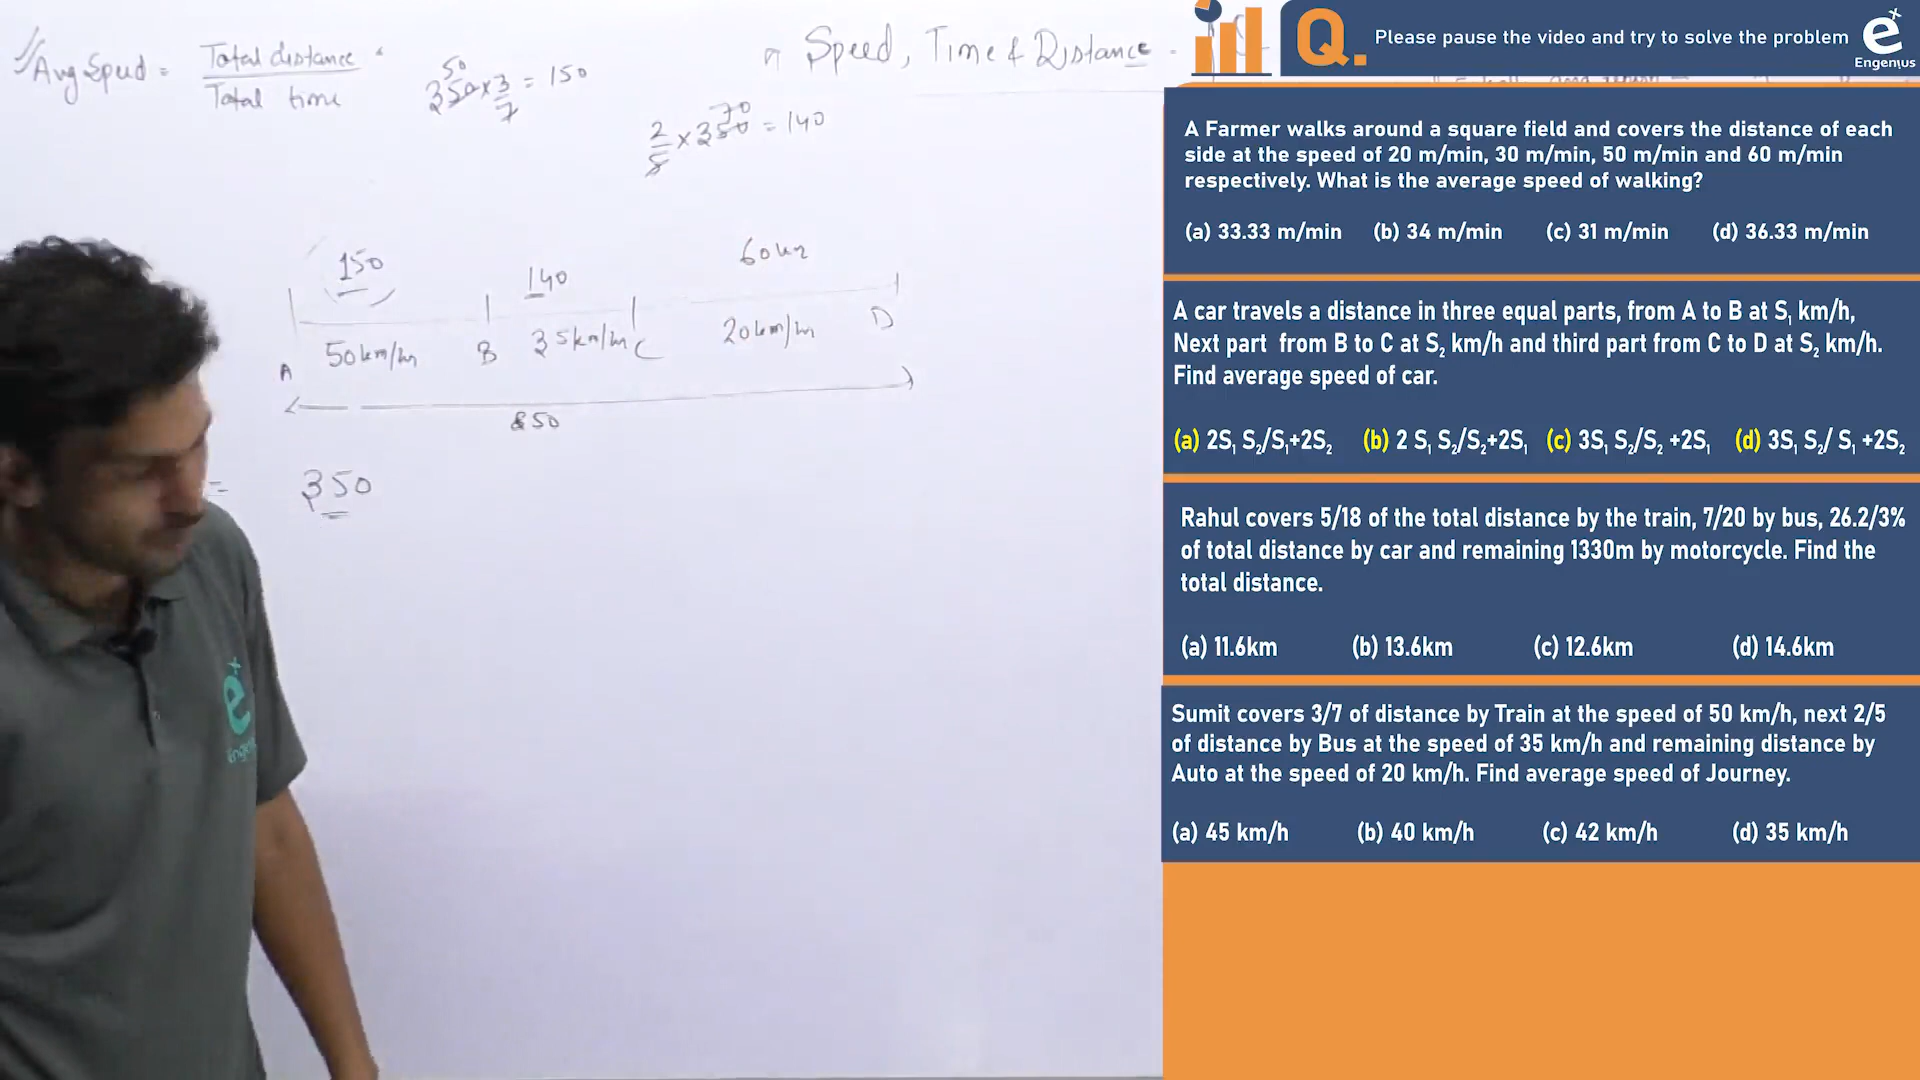 Avg Speed = Total distance
Total time
50
350 x 3/7 = 150
Speed, Time & Distance
70
2/5 x 350 = 140
150
140
60km
50km/hr
35km/hr
20km/hr
A
B
C
D
350
= 350
e
Q.
Please pause the video and try to solve the problem
ex
Engenius
A Farmer walks around a square field and covers the distance of each
side at the speed of 20 m/min, 30 m/min, 50 m/min and 60 m/min
respectively. What is the average speed of walking?
(a) 33.33 m/min (b) 34 m/min (c) 31 m/min (d) 36.33 m/min
A car travels a distance in three equal parts, from A to B at S₁ km/h,
Next part from B to C at S₂ km/h and third part from C to D at S₂ km/h.
Find average speed of car.
(a) 2S₁ S₂/S₁+2S₂ (b) 2 S₁ S₂/S₂+2S₁ (c) 3S₁ S₂/S₂ +2S₁ (d) 3S₁ S₂/ S₁ +2S₂
Rahul covers 5/18 of the total distance by the train, 7/20 by bus, 26.2/3%
of total distance by car and remaining 1330m by motorcycle. Find the
total distance.
(a) 11.6km (b) 13.6km (c) 12.6km (d) 14.6km
Sumit covers 3/7 of distance by Train at the speed of 50 km/h, next 2/5
of distance by Bus at the speed of 35 km/h and remaining distance by
Auto at the speed of 20 km/h. Find average speed of Journey.
(a) 45 km/h (b) 40 km/h (c) 42 km/h (d) 35 km/h